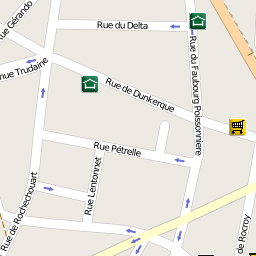 Rue Gérando
Rue du Delta
nue Trudaine
Rue de Dunkerque
Rue du Faubourg Poissonnière
Rue Pétrelle
Rue Lentonnet
Rue de Rochechouart
de Rocroy